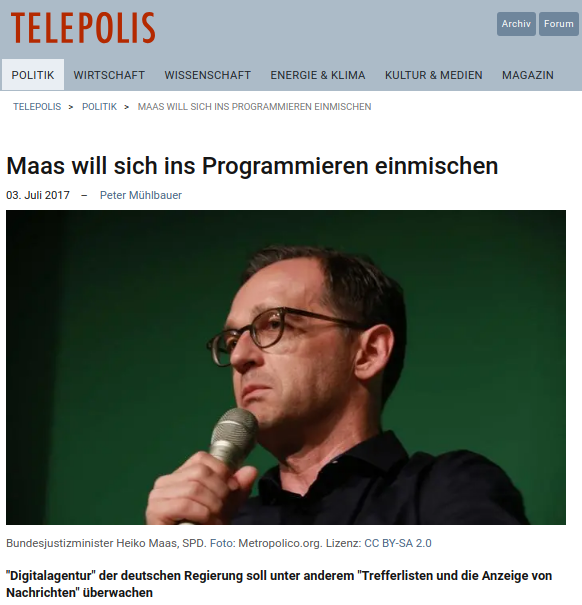 TELEPOLIS
Archiv Forum
POLITIK WIRTSCHAFT WISSENSCHAFT ENERGIE & KLIMA KULTUR & MEDIEN MAGAZIN
TELEPOLIS > POLITIK > MAAS WILL SICH INS PROGRAMMIEREN EINMISCHEN
Maas will sich ins Programmieren einmischen
03. Juli 2017 – Peter Mühlbauer
Bundesjustizminister Heiko Maas, SPD. Foto: Metropolico.org. Lizenz: CC BY-SA 2.0
"Digitalagentur" der deutschen Regierung soll unter anderem "Trefferlisten und die Anzeige von
Nachrichten" überwachen